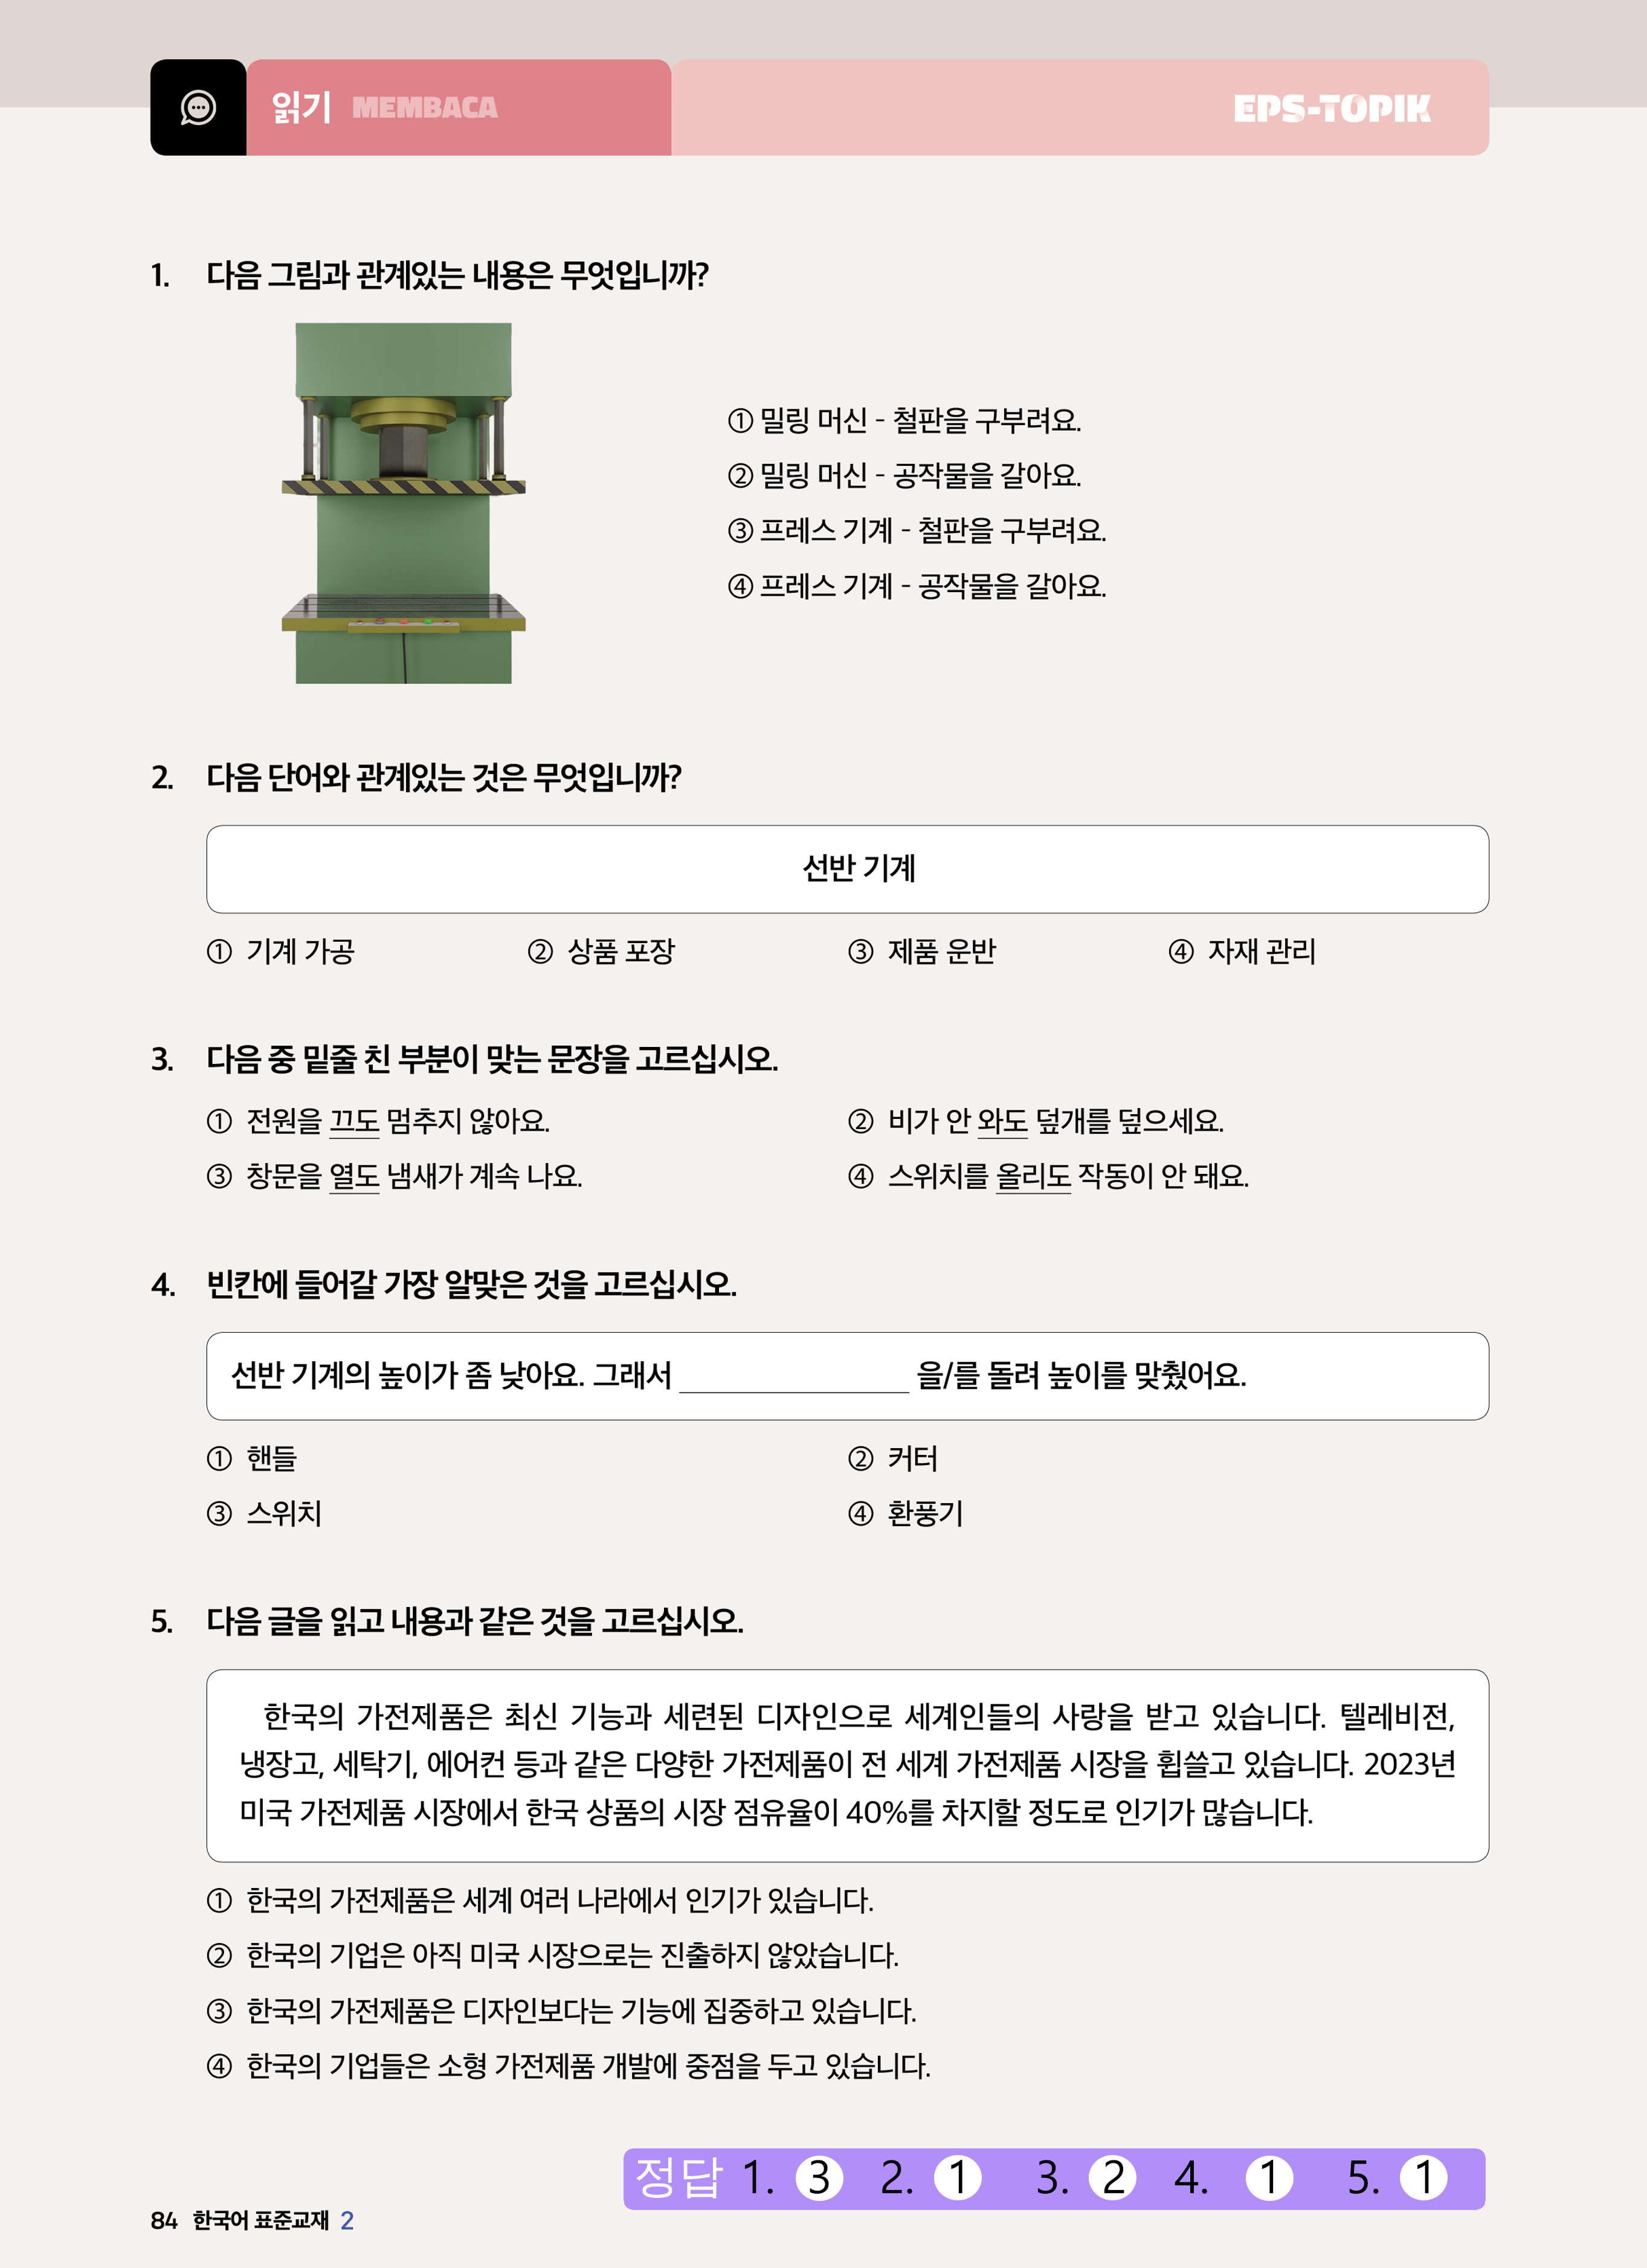 읽기 MEMBACA
EPS-TOPIK
1. 다음 그림과 관계있는 내용은 무엇입니까?
① 밀링 머신 - 철판을 구부려요.
② 밀링 머신 - 공작물을 갈아요.
③ 프레스 기계 - 철판을 구부려요.
④ 프레스 기계 - 공작물을 갈아요.
2. 다음 단어와 관계있는 것은 무엇입니까?
선반 기계
① 기계 가공 ② 상품 포장 ③ 제품 운반 ④ 자재 관리
3. 다음 중 밑줄 친 부분이 맞는 문장을 고르십시오.
① 전원을 끄도 멈추지 않아요. ② 비가 안 와도 덮개를 덮으세요.
③ 창문을 열도 냄새가 계속 나요. ④ 스위치를 올리도 작동이 안 돼요.
4. 빈칸에 들어갈 가장 알맞은 것을 고르십시오.
선반 기계의 높이가 좀 낮아요. 그래서 ________________ 을/를 돌려 높이를 맞췄어요.
① 핸들 ② 커터
③ 스위치 ④ 환풍기
5. 다음 글을 읽고 내용과 같은 것을 고르십시오.
한국의 가전제품은 최신 기능과 세련된 디자인으로 세계인들의 사랑을 받고 있습니다. 텔레비전,
냉장고, 세탁기, 에어컨 등과 같은 다양한 가전제품이 전 세계 가전제품 시장을 휩쓸고 있습니다. 2023년
미국 가전제품 시장에서 한국 상품의 시장 점유율이 40%를 차지할 정도로 인기가 많습니다.
① 한국의 가전제품은 세계 여러 나라에서 인기가 있습니다.
② 한국의 기업은 아직 미국 시장으로는 진출하지 않았습니다.
③ 한국의 가전제품은 디자인보다는 기능에 집중하고 있습니다.
④ 한국의 기업들은 소형 가전제품 개발에 중점을 두고 있습니다.
정답 1. 3 2. 1 3. 2 4. 1 5. 1
84 한국어 표준교재 2